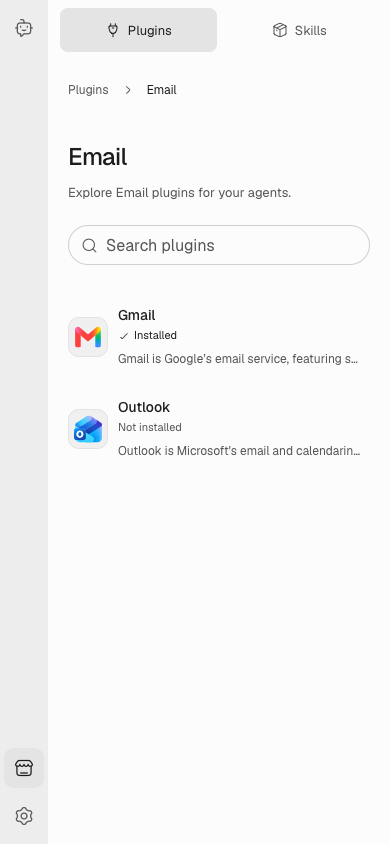 Plugins
Skills
Plugins
Email
Email
Explore Email plugins for your agents.
Search plugins
Gmail
Installed
Gmail is Google's email service, featuring s…
Outlook
Not installed
Outlook is Microsoft's email and calendarin…